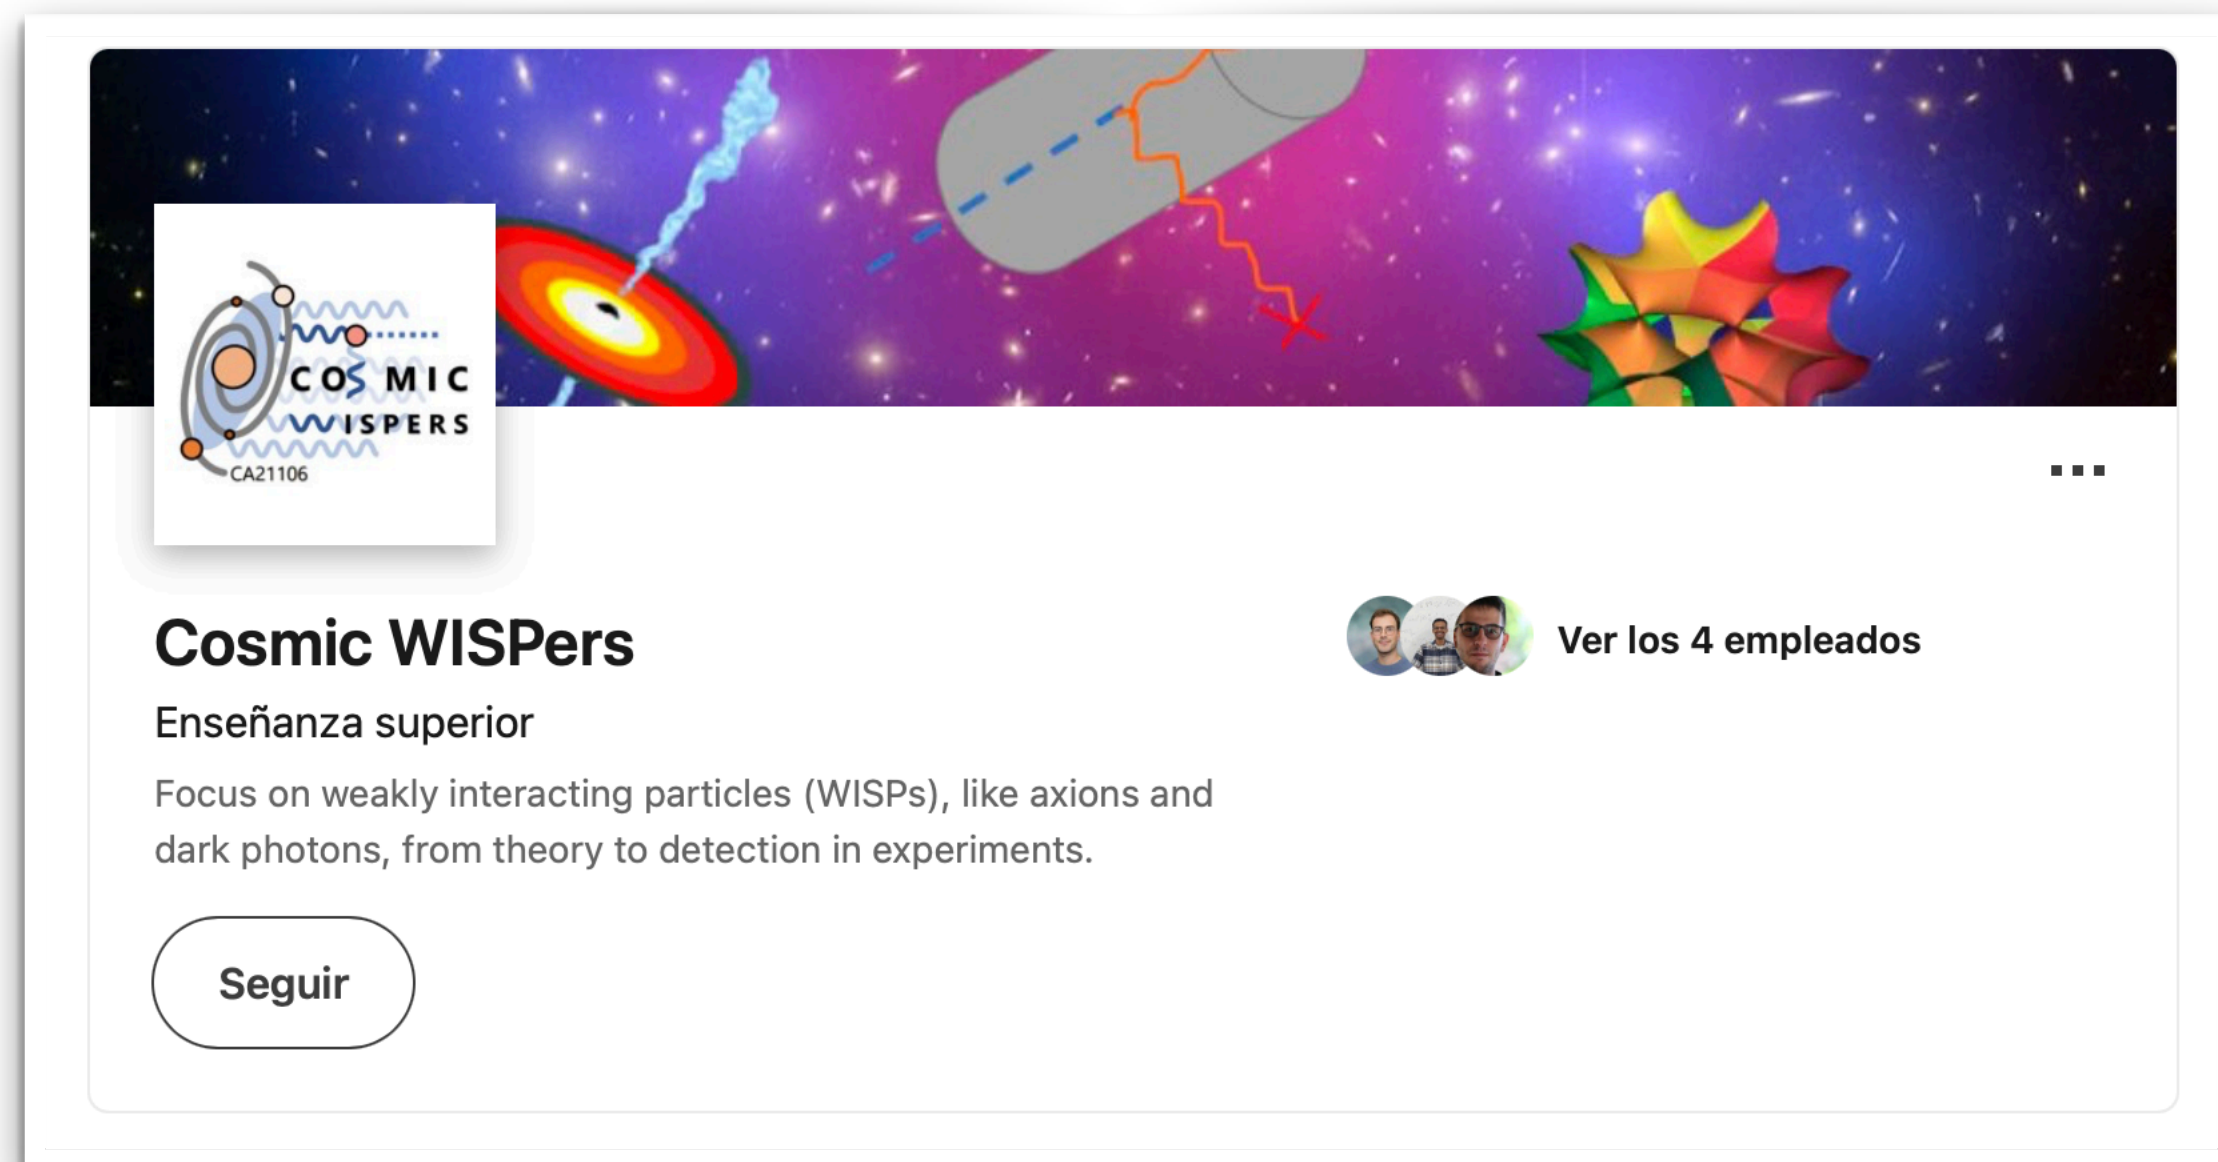 COSMIC
WISPERS
CA21106
Cosmic WISPers
Ver los 4 empleados
Enseñanza superior
Focus on weakly interacting particles (WISPs), like axions and
dark photons, from theory to detection in experiments.
Seguir